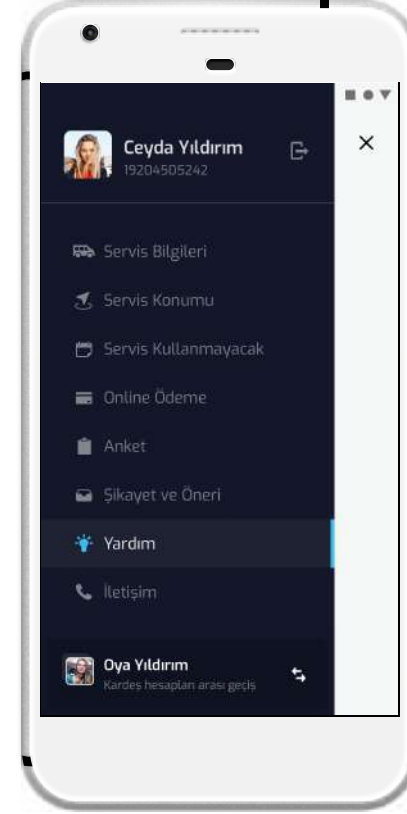 Ceyda Yıldırım
19204505242
Servis Bilgileri
Servis Konumu
Servis Kullanmayacak
Online Ödeme
Anket
Şikayet ve Öneri
Yardım
İletişim
Oya Yıldırım
Kardeş hesapları arası geçiş